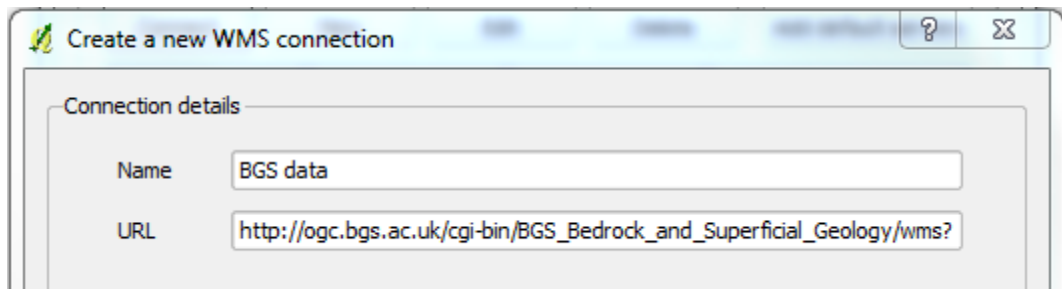 Create a new WMS connection
?
Connection details
Name BGS data
URL http://ogc.bgs.ac.uk/cgi-bin/BGS_Bedrock_and_Superficial_Geology/wms?